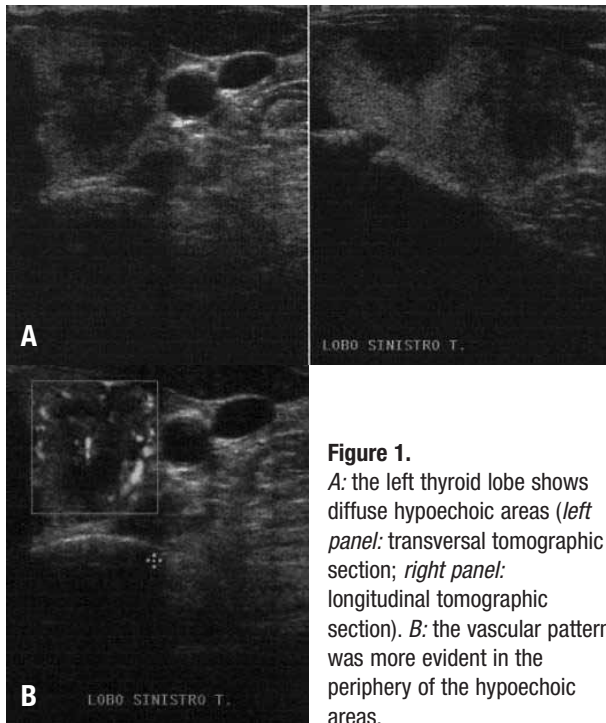 A
LOBO SINISTRO T.
B
LOBO SINISTRO T.
Figure 1.
A: the left thyroid lobe shows
diffuse hypoechoic areas (left
panel: transversal tomographic
section; right panel:
longitudinal tomographic
section). B: the vascular pattern
was more evident in the
periphery of the hypoechoic
areas.